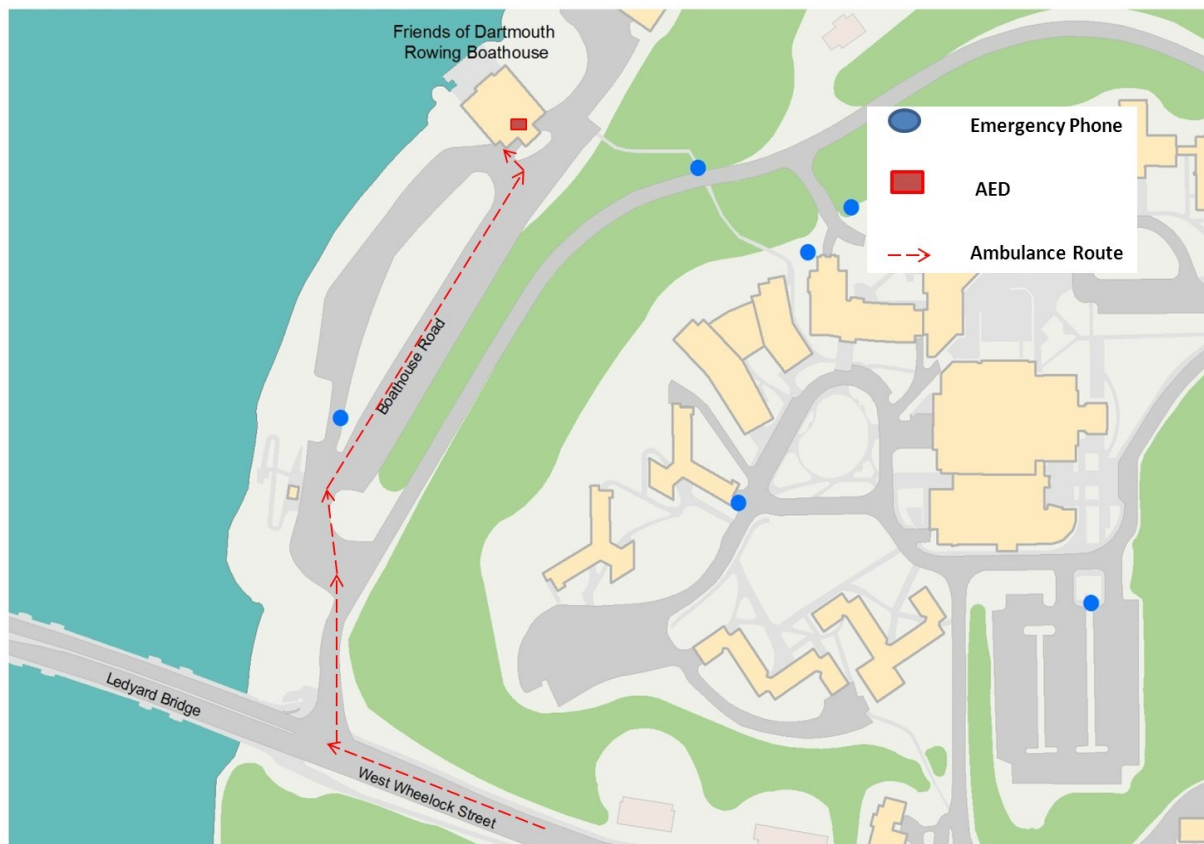 Friends of Dartmouth
Rowing Boathouse
Emergency Phone
AED
Ambulance Route
Boathouse Road
Ledyard Bridge
West Wheelock Street